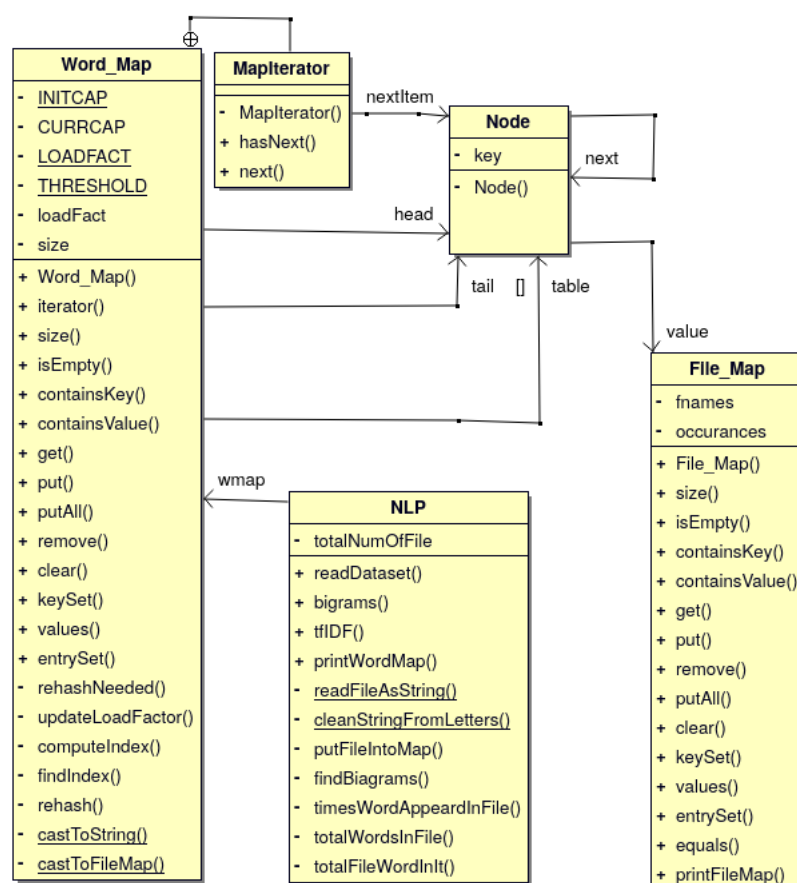 Word_Map
- INITCAP
- CURRCAP
- LOADFACT
- THRESHOLD
- loadFact
- size
+ Word_Map()
+ iterator()
+ size()
+ isEmpty()
+ containsKey()
+ containsValue()
+ get()
+ put()
+ putAll()
+ remove()
+ clear()
+ keySet()
+ values()
+ entrySet()
- rehashNeeded()
- updateLoadFactor()
- computeIndex()
- findIndex()
- rehash()
- castToString()
- castToFileMap()
MapIterator
- MapIterator()
+ hasNext()
+ next()
nextItem
Node
- key
- Node()
next
head
tail
[]
table
value
wmap
NLP
- totalNumOfFile
+ readDataset()
+ bigrams()
+ tfIDF()
+ printWordMap()
- readFileAsString()
- cleanStringFromLetters()
- putFileIntoMap()
- findBiagrams()
- timesWordAppeardInFile()
- totalWordsInFile()
- totalFileWordInIt()
File_Map
- fnames
- occurances
+ File_Map()
+ size()
+ isEmpty()
+ containsKey()
+ containsValue()
+ get()
+ put()
+ remove()
+ putAll()
+ clear()
+ keySet()
+ values()
+ entrySet()
+ equals()
+ printFileMap()